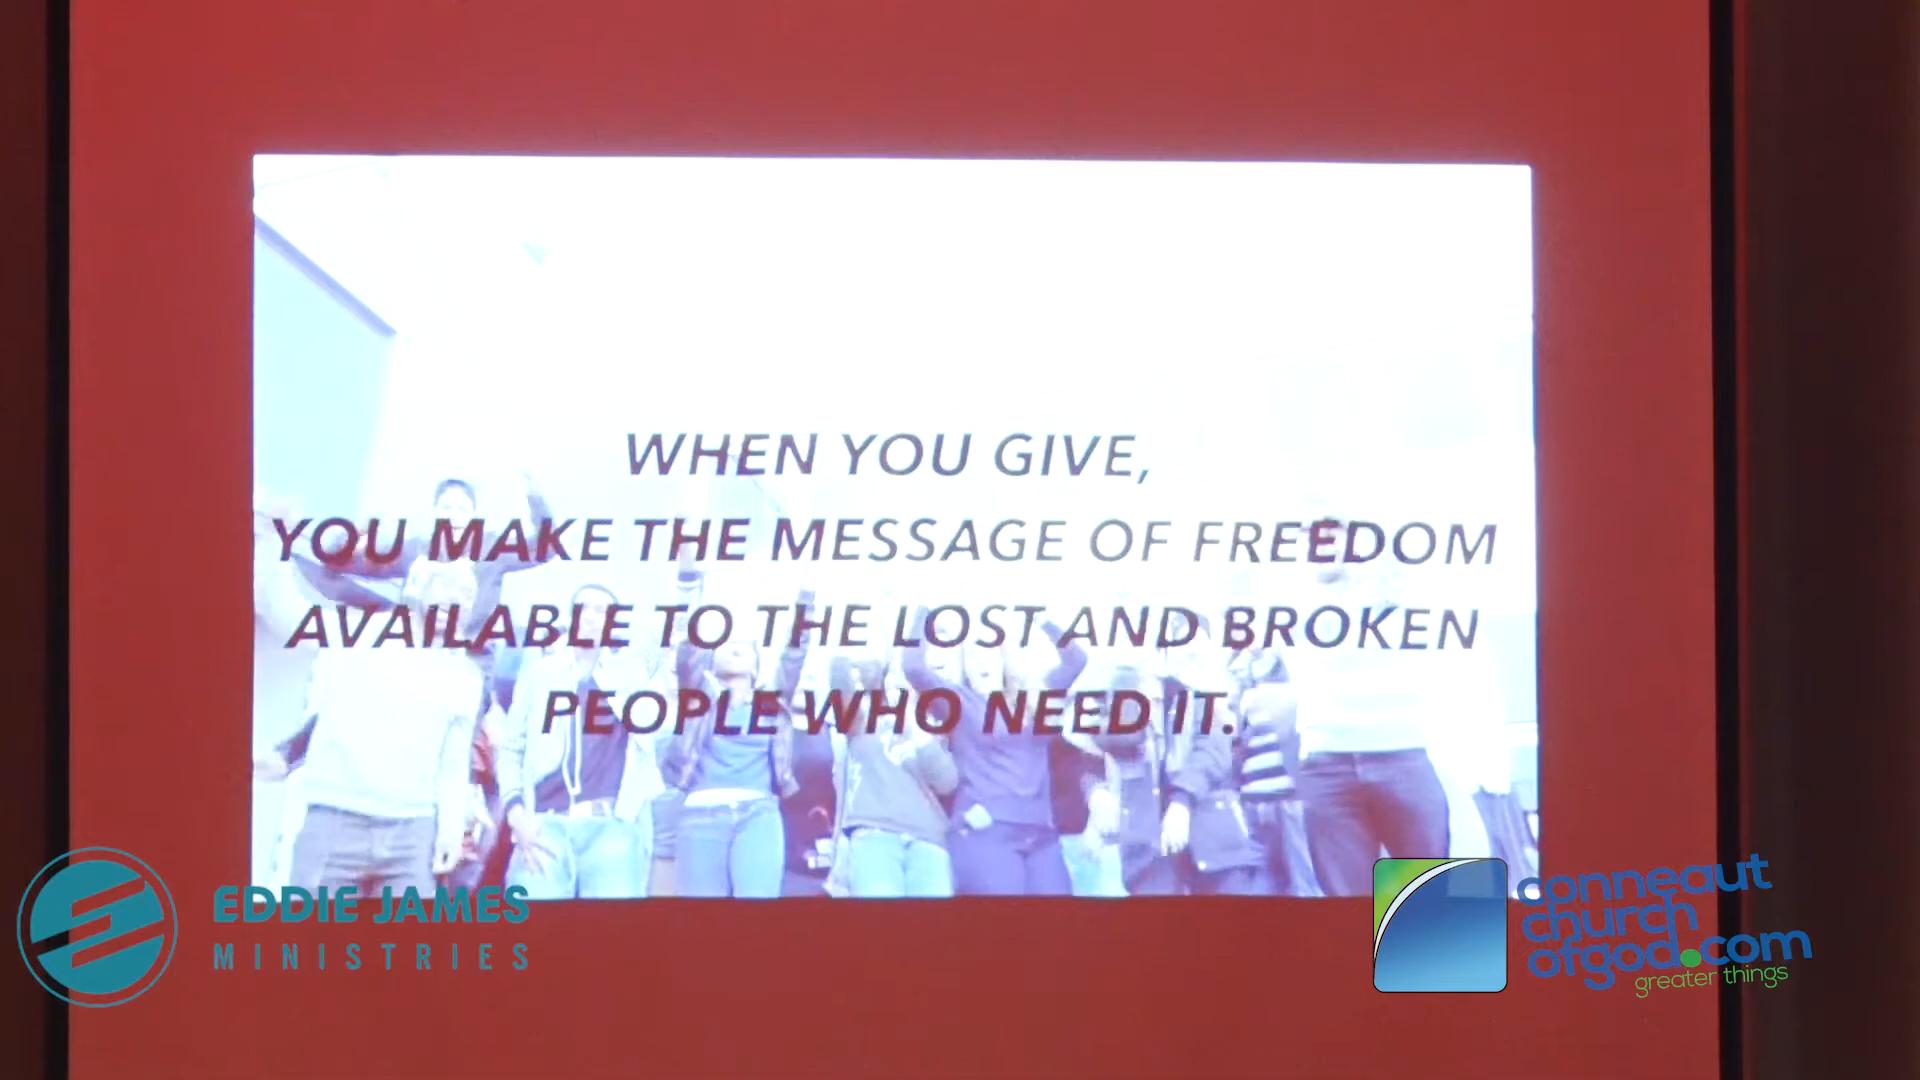 WHEN YOU GIVE,
YOU MAKE THE MESSAGE OF FREEDOM
AVAILABLE TO THE LOST AND BROKEN
PEOPLE WHO NEED IT.
EDDIE JAMES
MINISTRIES
conneaut
church
ofgod.com
greater things